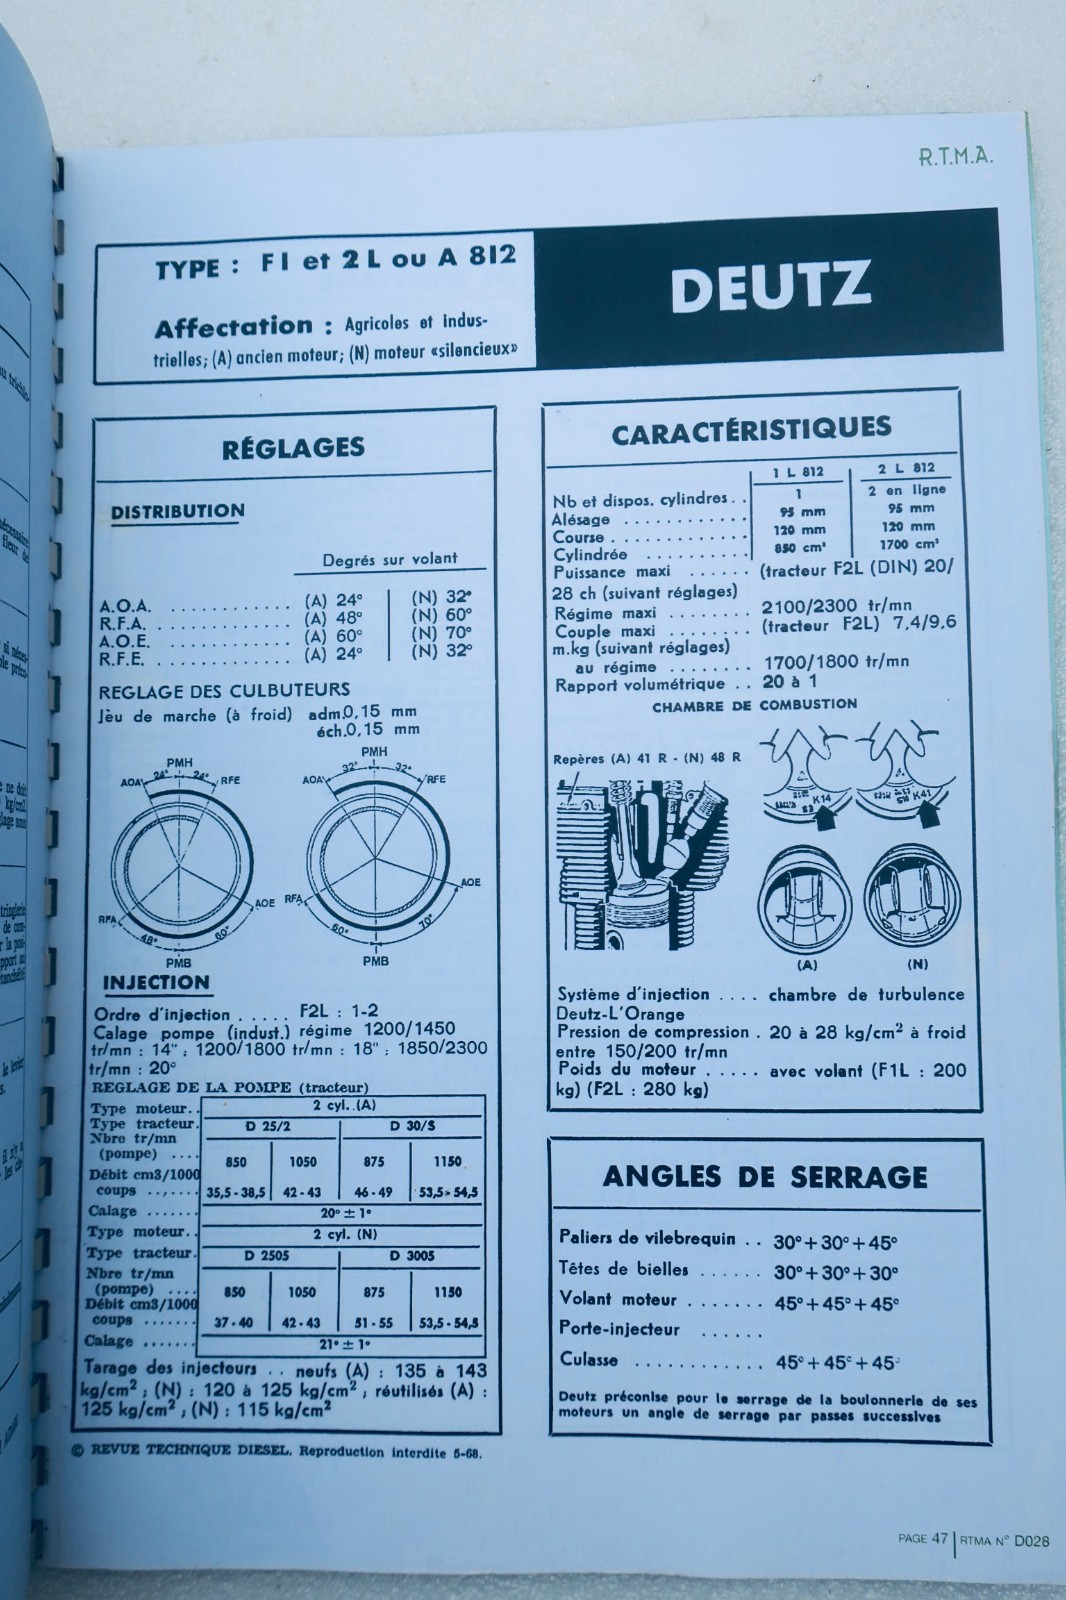 R.T.M.A.
TYPE : F1 et 2 L ou A 812
DEUTZ
Affectation : Agricoles et indus-
trielles; (A) ancien moteur; (N) moteur «silencieux»
RÉGLAGES
DISTRIBUTION
Degrés sur volant
A.O.A. ............ (A) 24° (N) 32°
R.F.A. ............ (A) 48° (N) 60°
A.O.E. ............ (A) 60° (N) 70°
R.F.E. ............ (A) 24° (N) 32°
REGLAGE DES CULBUTEURS
Jèu de marche (à froid) adm.0,15 mm
éch.0,15 mm
PMH
24° 24°
AOA RFE
RFA AOE
48° 60°
PMB
PMH
32° 32°
AOA RFE
RFA AOE
60° 70°
PMB
INJECTION
Ordre d'injection ..... F2L : 1-2
Calage pompe (indust.) régime 1200/1450
tr/mn : 14" ; 1200/1800 tr/mn : 18" ; 1850/2300
tr/mn : 20°
REGLAGE DE LA POMPE (tracteur)
Type moteur.. 2 cyl. (A)
Type tracteur. D 25/2 D 30/S
Nbre tr/mn
(pompe) .... 850 1050 875 1150
Débit cm3/1000
coups ....... 35,5-38,5 42-43 46-49 53,5-54,5
Calage ....... 20° ± 1°
Type moteur.. 2 cyl. (N)
Type tracteur. D 2505 D 3005
Nbre tr/mn
(pompe) .... 850 1050 875 1150
Débit cm3/1000
coups ....... 37-40 42-43 51-55 53,5-54,5
Calage ....... 21° ± 1°
Tarage des injecteurs .. neufs (A) : 135 à 143
kg/cm² ; (N) : 120 à 125 kg/cm² , réutilisés (A) :
125 kg/cm² , (N) : 115 kg/cm²
© REVUE TECHNIQUE DIESEL. Reproduction interdite 5-68.
CARACTÉRISTIQUES
1 L 812 2 L 812
Nb et dispos. cylindres.. 1 2 en ligne
Alésage ............ 95 mm 95 mm
Course ............. 120 mm 120 mm
Cylindrée .......... 850 cm³ 1700 cm³
Puissance maxi ...... (tracteur F2L (DIN) 20/
28 ch (suivant réglages)
Régime maxi ........ 2100/2300 tr/mn
Couple maxi ........ (tracteur F2L) 7,4/9,6
m.kg (suivant réglages)
au régime ........ 1700/1800 tr/mn
Rapport volumétrique .. 20 à 1
CHAMBRE DE COMBUSTION
Repères (A) 41 R - (N) 48 R
K14
K41
(A) (N)
Système d'injection .... chambre de turbulence
Deutz-L'Orange
Pression de compression . 20 à 28 kg/cm² à froid
entre 150/200 tr/mn
Poids du moteur ..... avec volant (F1L : 200
kg) (F2L : 280 kg)
ANGLES DE SERRAGE
Paliers de vilebrequin .. 30°+30°+45°
Têtes de bielles ...... 30°+30°+30°
Volant moteur ....... 45°+45°+45°
Porte-injecteur ......
Culasse ........... 45°+45°+45°
Deutz préconise pour le serrage de la boulonnerie de ses
moteurs un angle de serrage par passes successives
PAGE 47 | RTMA N° D028